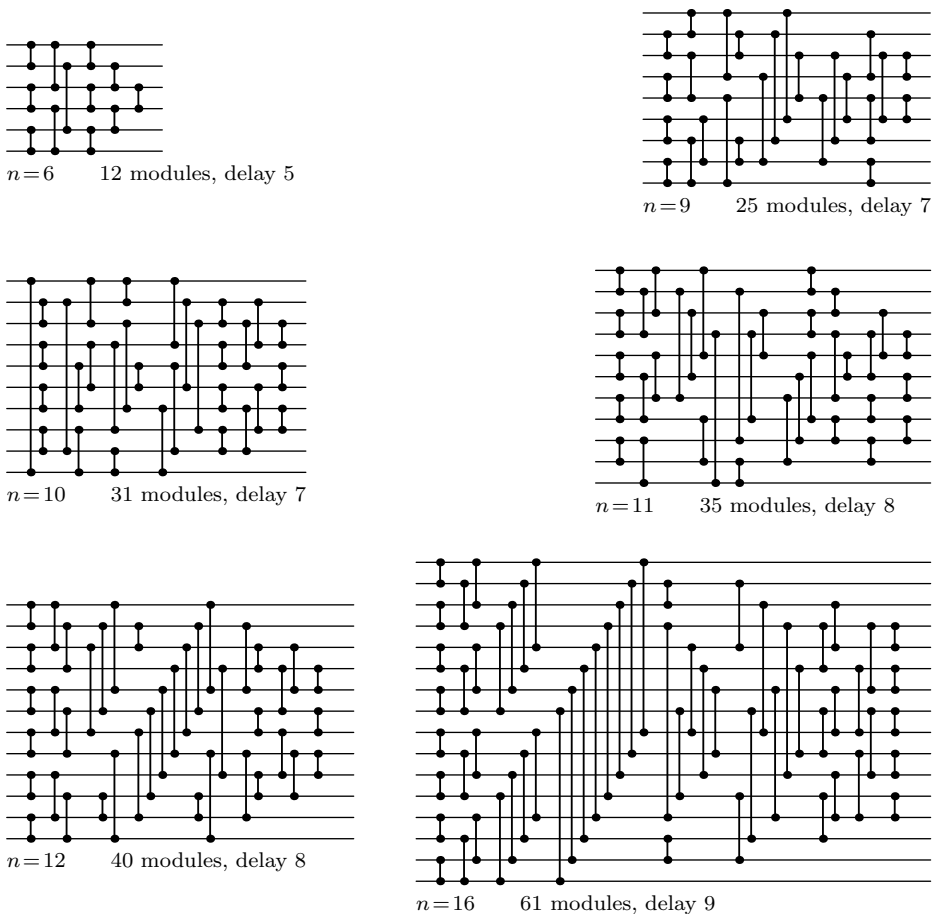 n=6 12 modules, delay 5
n=9 25 modules, delay 7
n=10 31 modules, delay 7
n=11 35 modules, delay 8
n=12 40 modules, delay 8
n=16 61 modules, delay 9